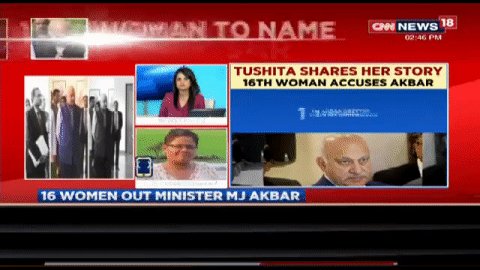 WOMAN TO NAME
CNN NEWS 18
02:46 PM
TUSHITA SHARES HER STORY
16TH WOMAN ACCUSES AKBAR
16 WOMEN OUT MINISTER MJ AKBAR